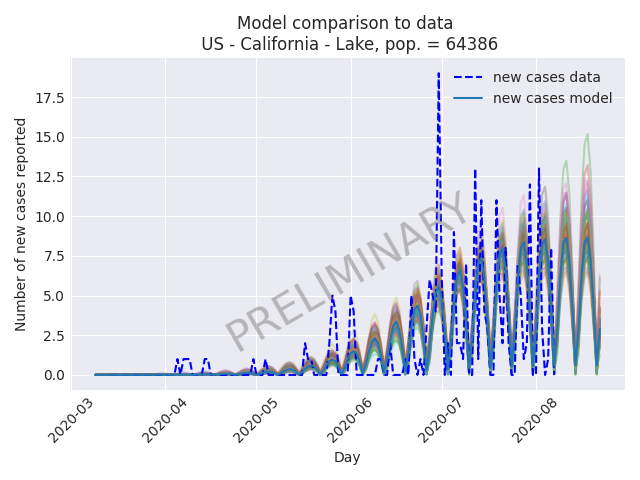 Model comparison to data
US - California - Lake, pop. = 64386
new cases data
new cases model
Number of new cases reported
17.5
15.0
12.5
10.0
7.5
5.0
2.5
0.0
PRELIMINARY
2020-03
2020-04
2020-05
2020-06
2020-07
2020-08
Day